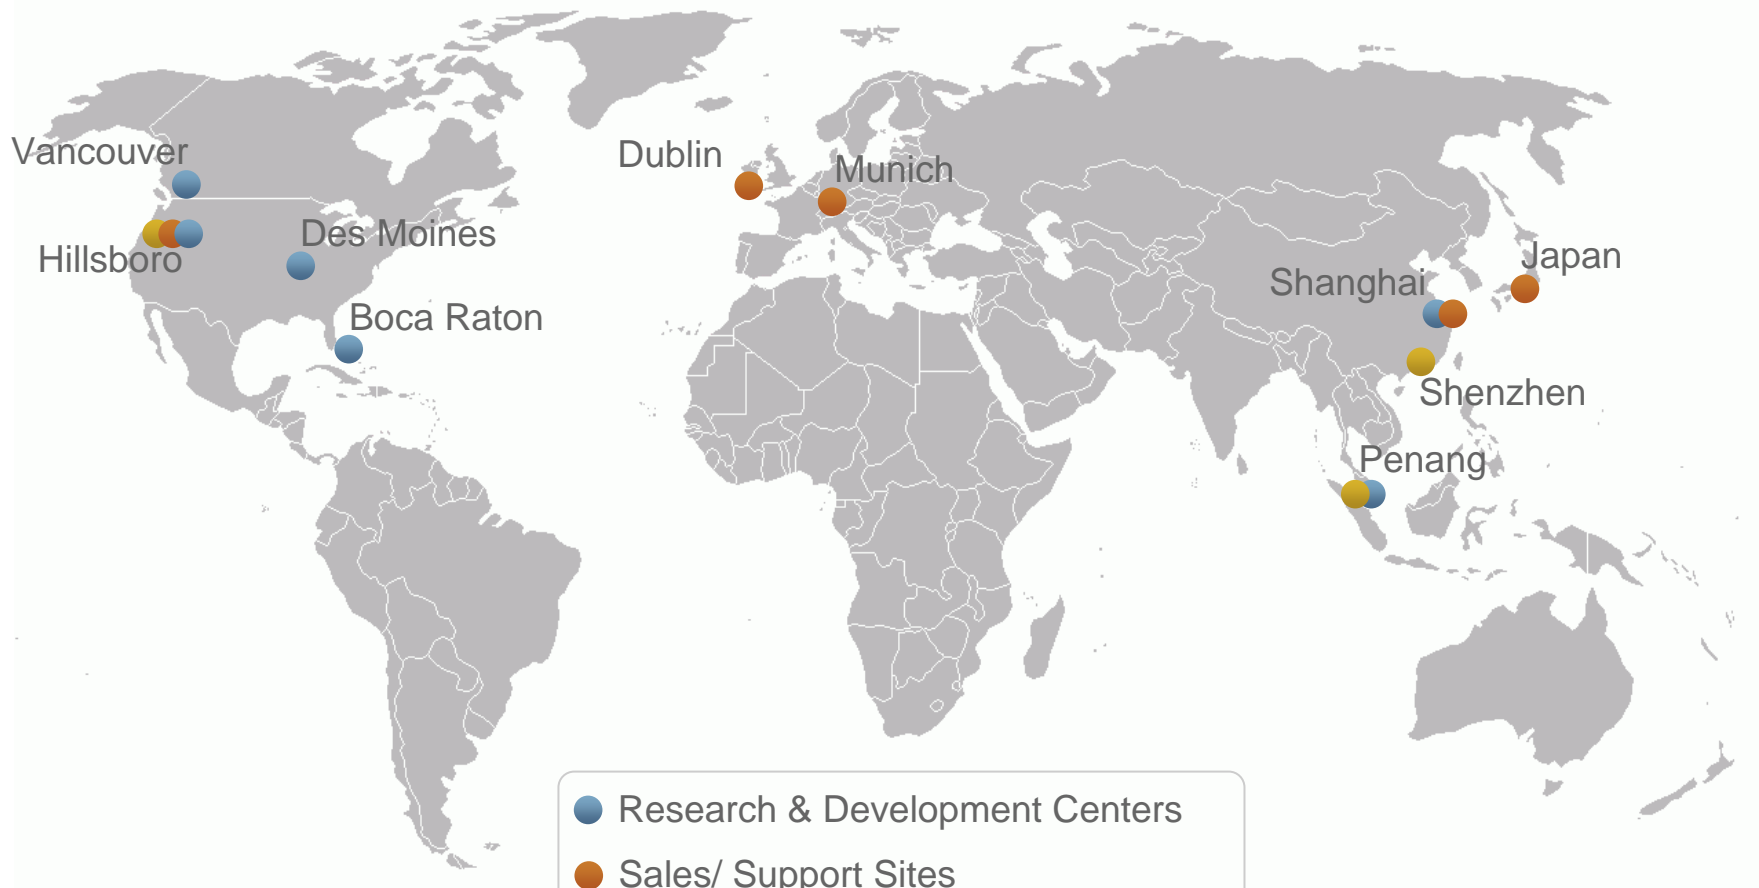 Vancouver
Dublin
Munich
Des Moines
Hillsboro
Japan
Shanghai
Boca Raton
Shenzhen
Penang
Research & Development Centers
Sales/ Support Sites